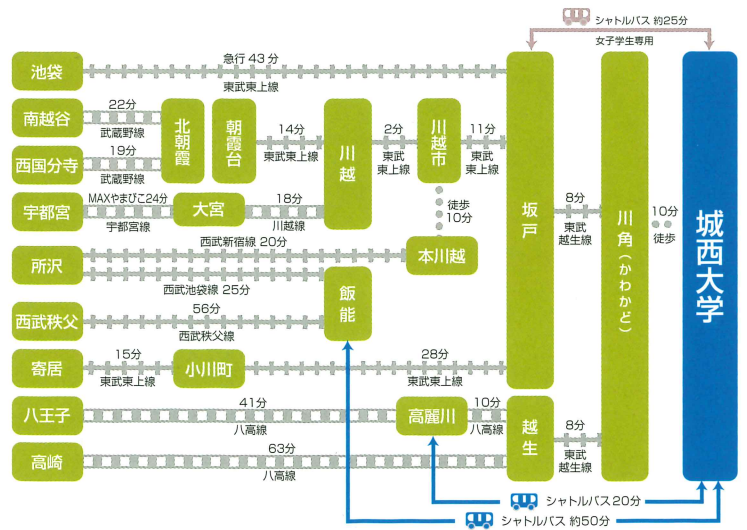 シャトルバス 約25分
女子学生専用
池袋
急行 43 分
東武東上線
南越谷
22分
武蔵野線
北朝霞
朝霞台
14分
東武東上線
川越
2分
東武
東上線
川越市
11分
東武
東上線
西国分寺
19分
武蔵野線
宇都宮
MAXやまびこ24分
宇都宮線
大宮
18分
川越線
徒歩
10分
坂戸
8分
東武
越生線
川角(かわかど)
10分
徒歩
城西大学
所沢
西武新宿線 20分
本川越
西武池袋線 25分
飯能
西武秩父
56分
西武秩父線
寄居
15分
東武東上線
小川町
28分
東武東上線
八王子
41分
八高線
高麗川
10分
八高線
越生
8分
東武
越生線
高崎
63分
八高線
シャトルバス20分
シャトルバス 約50分